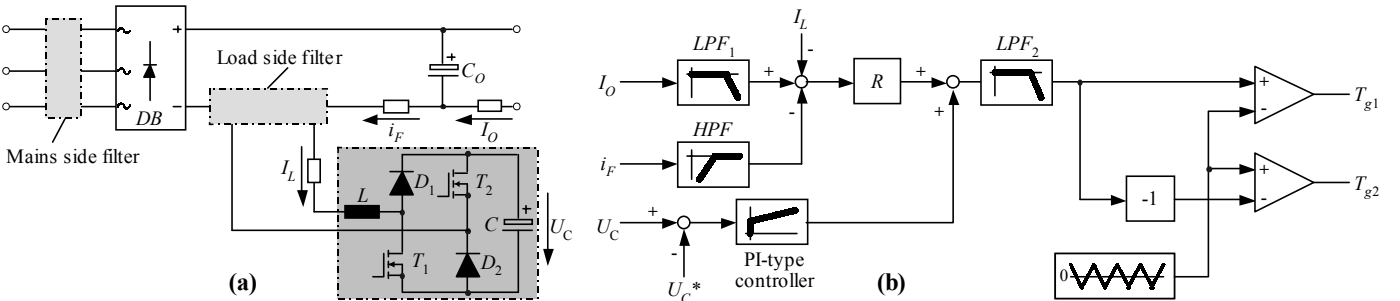 DB
+
−
Load side filter
Mains side filter
+
C_O
i_F
I_O
I_L
L
D_1
T_2
T_1
D_2
C
+
U_C
(a)
I_L
-
LPF_1
LPF_2
I_O
+
R
+
+
-
HPF
+
-
T_g1
i_F
U_C
+
-
U_C*
PI-type
controller
-1
+
-
T_g2
0
(b)